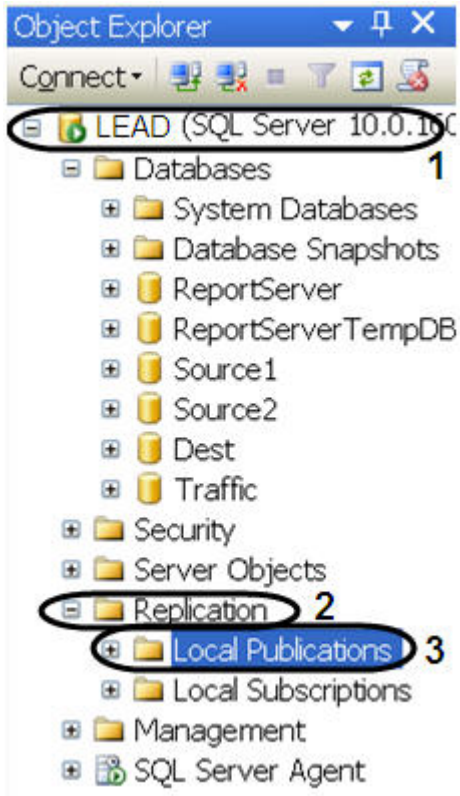 Object Explorer
Connect
LEAD (SQL Server 10.0.160
1
Databases
System Databases
Database Snapshots
ReportServer
ReportServerTempDB
Source1
Source2
Dest
Traffic
Security
Server Objects
Replication 2
Local Publications 3
Local Subscriptions
Management
SQL Server Agent